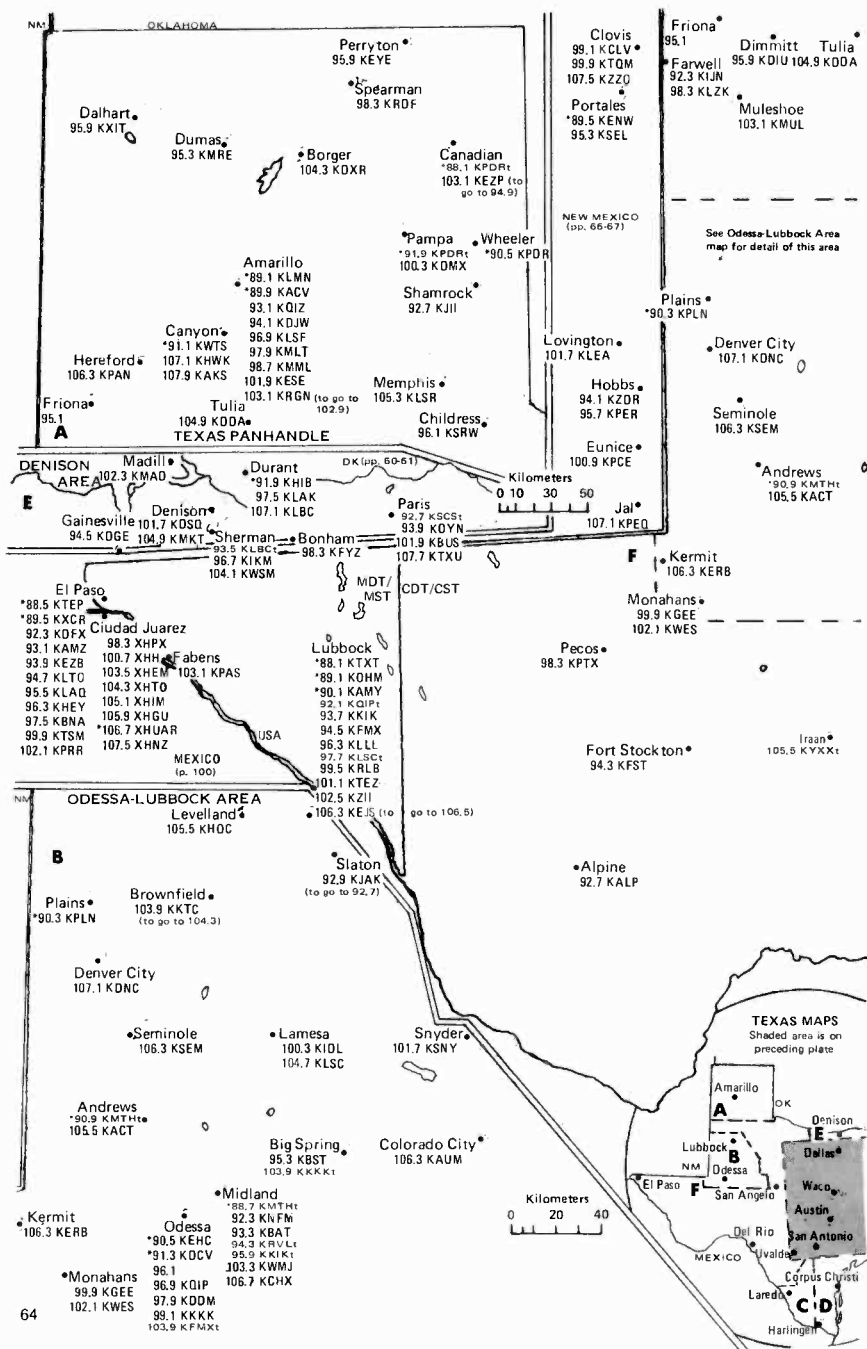 NM
OKLAHOMA
Perryton
95.9 KEYE
Spearman
98.3 KRDF
Dalhart
95.9 KXIT
Dumas
95.3 KMRE
Borger
104.3 KDXR
Canadian
*88.1 KPDRt
103.1 KEZP (to
go to 94.9)
Pampa
*91.9 KPDRt
100.3 KOMX
Wheeler
*90.5 KPDR
Shamrock
92.7 KJII
Amarillo
*89.1 KLMN
*89.9 KACV
93.1 KQIZ
94.1 KDJW
96.9 KLSF
97.9 KMLT
98.7 KMML
101.9 KESE
103.1 KRGN (to go to
102.9)
Canyon
*91.1 KWTS
107.1 KHWK
107.9 KAKS
Hereford
106.3 KPAN
Friona
95.1
A
Tulia
104.9 KDDA
TEXAS PANHANDLE
Memphis
105.3 KLSR
Childress
96.1 KSRW
Clovis
99.1 KCLV
99.9 KTQM
107.5 KZZO
Portales
*89.5 KENW
95.3 KSEL
NEW MEXICO
(pp. 66-67)
Lovington
101.7 KLEA
Hobbs
94.1 KZOR
95.7 KPER
Eunice
100.9 KPCE
Jal
107.1 KPEQ
Friona
95.1
Dimmitt
95.9 KDIU
Tulia
104.9 KDDA
Farwell
92.3 KIJN
98.3 KLZK
Muleshoe
103.1 KMUL
See Odessa-Lubbock Area
map for detail of this area
Plains
*90.3 KPLN
Denver City
107.1 KDNC
Seminole
106.3 KSEM
Andrews
*90.9 KMTHt
105.5 KACT
F
Kermit
106.3 KERB
Monahans
99.9 KGEE
102.1 KWES
Pecos
98.3 KPTX
Fort Stockton
94.3 KFST
Iraan
105.5 KYXXt
Alpine
92.7 KALP
DENISON
AREA
E
Madill
102.3 KMAD
Durant
*91.9 KHIB
97.5 KLAK
107.1 KLBC
DK (pp. 60-61)
Kilometers
0 10 30 50
Gainesville
94.5 KDGE
Denison
101.7 KDSQ
104.9 KMKT
Sherman
93.5 KLBCt
96.7 KIKM
104.1 KWSM
Bonham
98.3 KFYZ
Paris
92.7 KSCSt
93.9 KOYN
101.9 KBUS
107.7 KTXU
MDT/
MST
CDT/CST
El Paso
*88.5 KTEP
*89.5 KXCR
92.3 KOFX
93.1 KAMZ
93.9 KEZB
94.7 KLTO
95.5 KLAQ
96.3 KHEY
97.5 KBNA
99.9 KTSM
102.1 KPRR
Ciudad Juarez
98.3 XHPX
100.7 XHH
103.5 XHEM
104.3 XHTO
105.1 XHIM
105.9 XHGU
*106.7 XHUAR
107.5 XHNZ
Fabens
103.1 KPAS
USA
MEXICO
(p. 100)
Lubbock
*88.1 KTXT
*89.1 KOHM
*90.1 KAMY
92.1 KQIPt
93.7 KKIK
94.5 KFMX
96.3 KLLL
97.7 KLSCt
99.5 KRLB
101.1 KTEZ
102.5 KZII
106.3 KEJS (to go to 106.5)
NM
ODESSA-LUBBOCK AREA
Levelland
105.5 KHOC
B
Slaton
92.9 KJAK
(to go to 92.7)
Plains
*90.3 KPLN
Brownfield
103.9 KKTC
(to go to 104.3)
Denver City
107.1 KDNC
Seminole
106.3 KSEM
Lamesa
100.3 KIOL
104.7 KLSC
Snyder
101.7 KSNY
Andrews
*90.9 KMTHt
105.5 KACT
Big Spring
95.3 KBST
103.9 KKKKt
Colorado City
106.3 KAUM
Kermit
106.3 KERB
Monahans
99.9 KGEE
102.1 KWES
Odessa
*90.5 KEHC
*91.3 KOCV
96.1
96.9 KQIP
97.9 KDDM
99.1 KKKK
103.9 KFMXt
Midland
*88.7 KMTHt
92.3 KNFM
93.3 KBAT
94.3 KRVLt
95.9 KKIKt
103.3 KWMJ
106.7 KCHX
Kilometers
0 20 40
TEXAS MAPS
Shaded area is on
preceding plate
Amarillo
A
OK
Denison
E
Lubbock
B
Dallas
NM
Odessa
El Paso
F
San Angelo
Waco
Austin
San Antonio
Del Rio
MEXICO
Uvalde
Corpus Christi
Laredo
C D
Harlingen
64